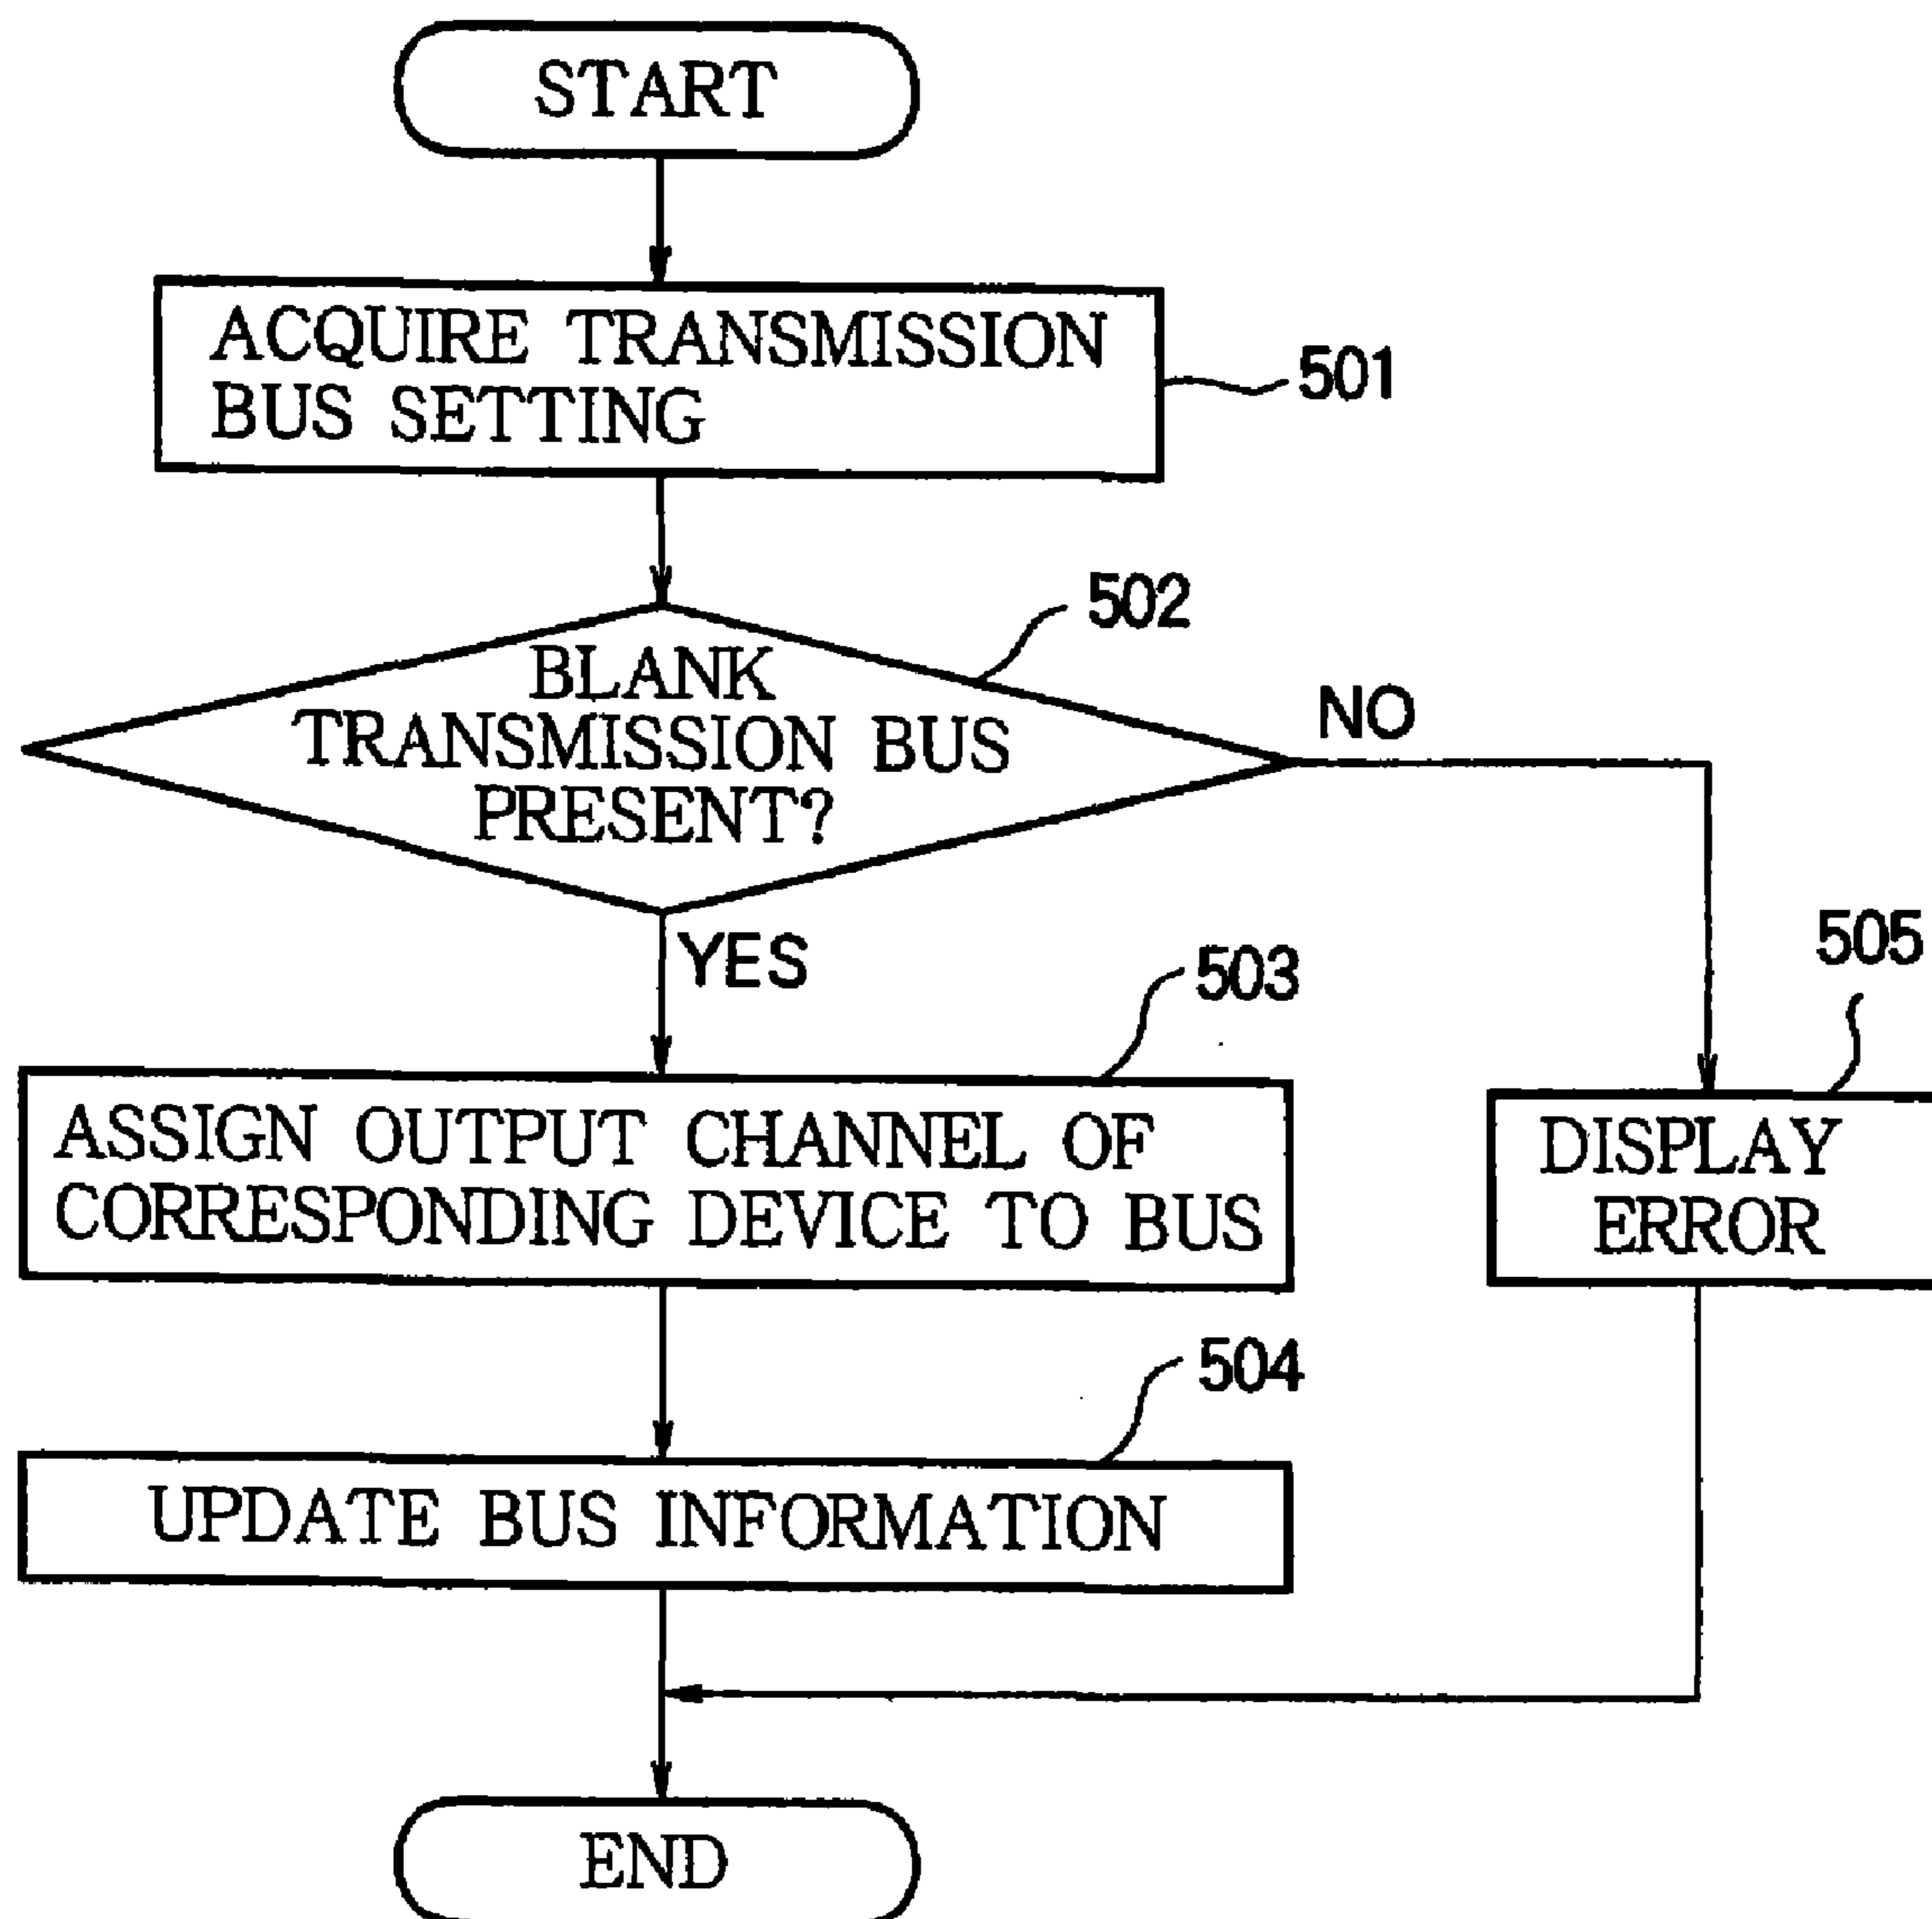 START
ACQUIRE TRANSMISSION
BUS SETTING
501
502
BLANK
TRANSMISSION BUS
PRESENT?
NO
YES
503
505
ASSIGN OUTPUT CHANNEL OF
CORRESPONDING DEVICE TO BUS
DISPLAY
ERROR
504
UPDATE BUS INFORMATION
END